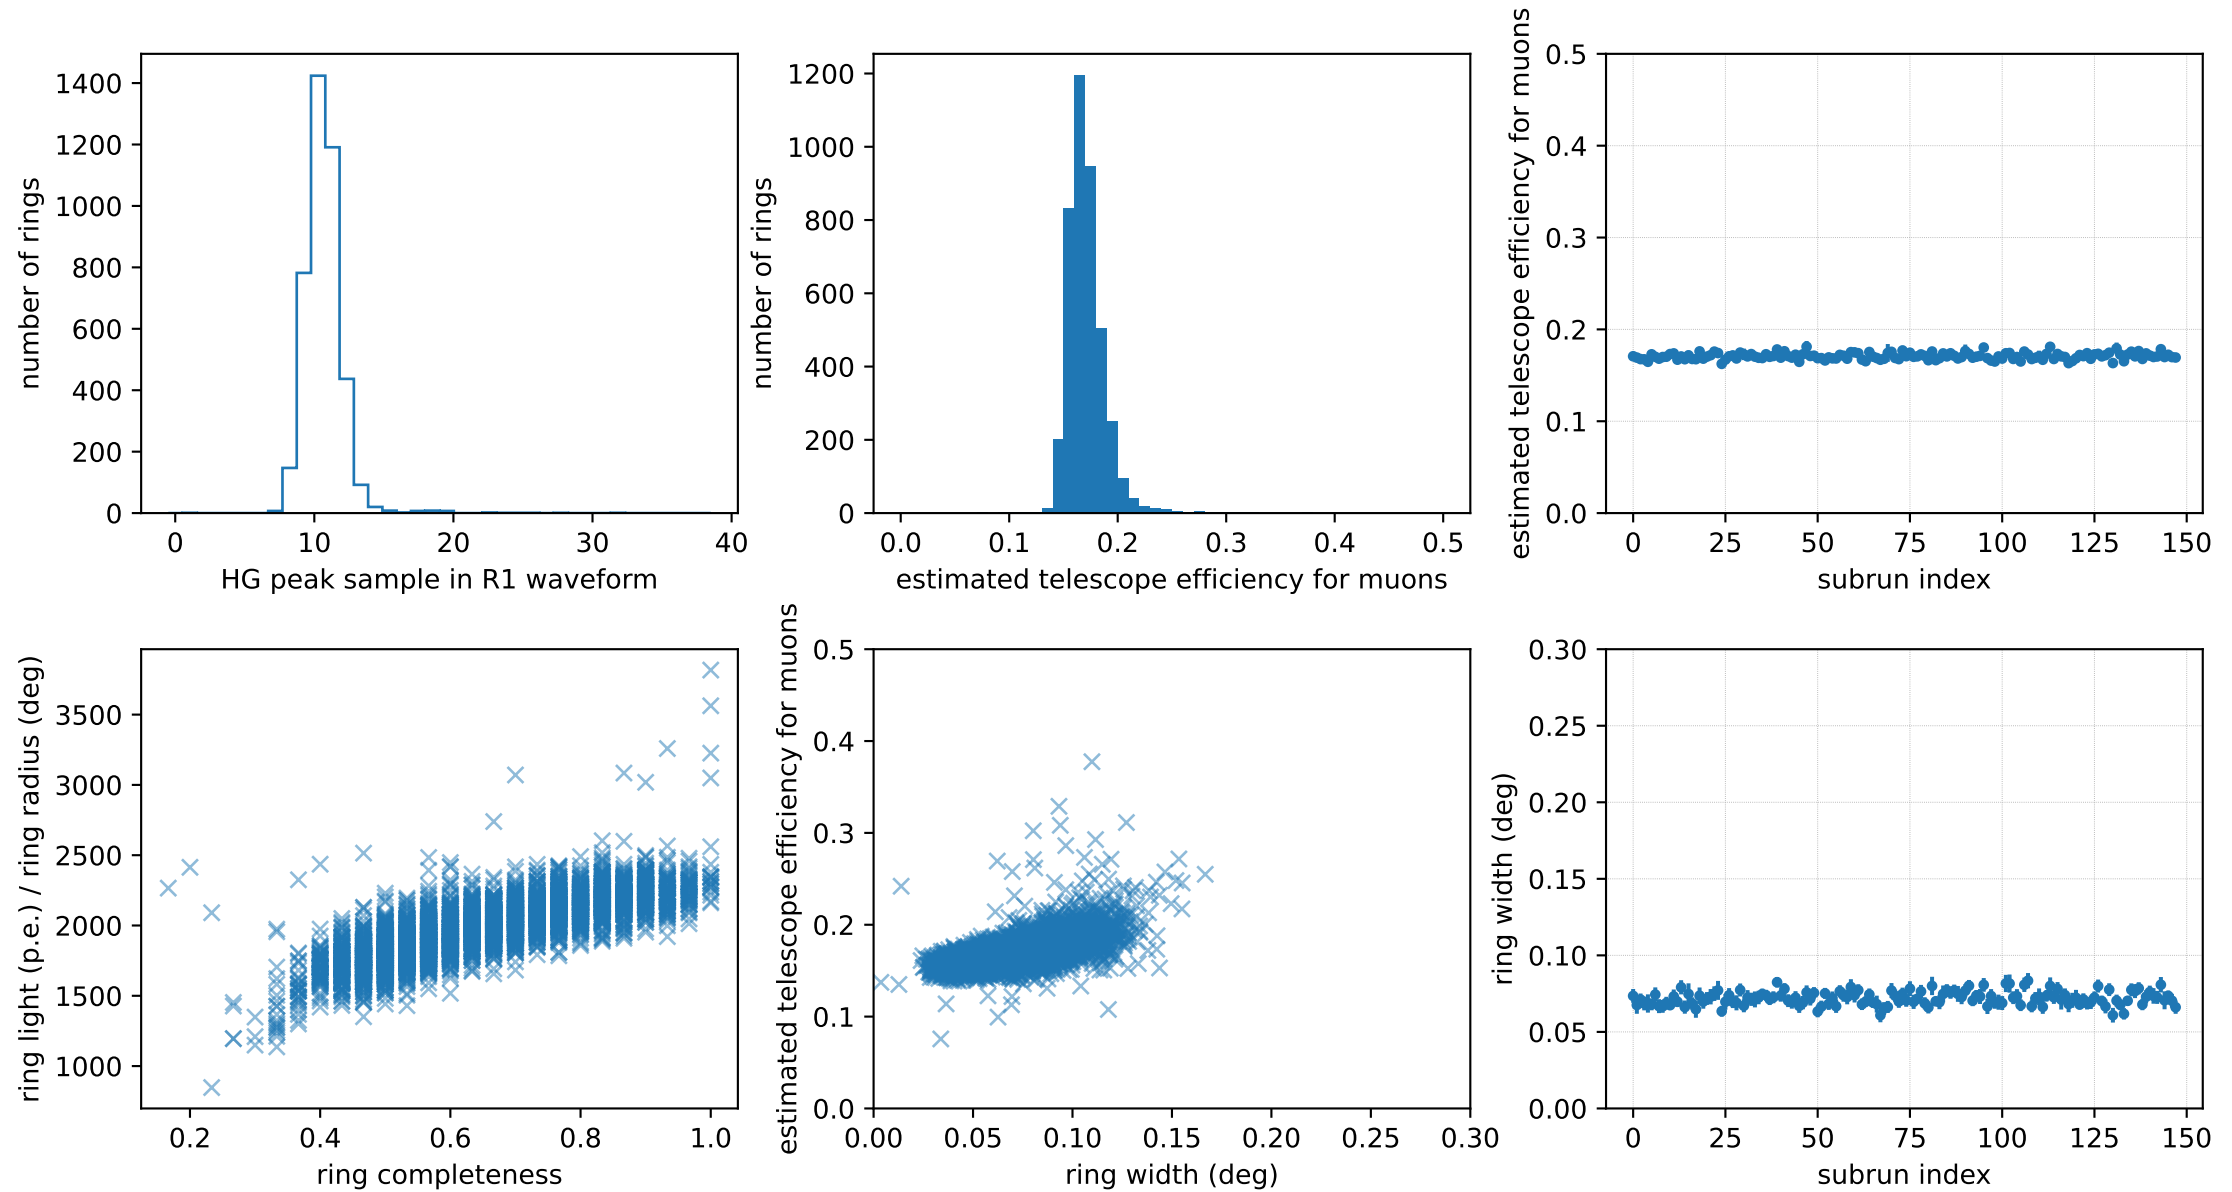 1400
1200
1000
800
600
400
200
0
0 10 20 30 40
number of rings
HG peak sample in R1 waveform
1200
1000
800
600
400
200
0
0.0 0.1 0.2 0.3 0.4 0.5
number of rings
estimated telescope efficiency for muons
0.5
0.4
0.3
0.2
0.1
0.0
0 25 50 75 100 125 150
estimated telescope efficiency for muons
subrun index
3500
3000
2500
2000
1500
1000
0.2 0.4 0.6 0.8 1.0
ring light (p.e.) / ring radius (deg)
ring completeness
0.5
0.4
0.3
0.2
0.1
0.0
0.00 0.05 0.10 0.15 0.20 0.25 0.30
estimated telescope efficiency for muons
ring width (deg)
0.30
0.25
0.20
0.15
0.10
0.05
0.00
0 25 50 75 100 125 150
ring width (deg)
subrun index